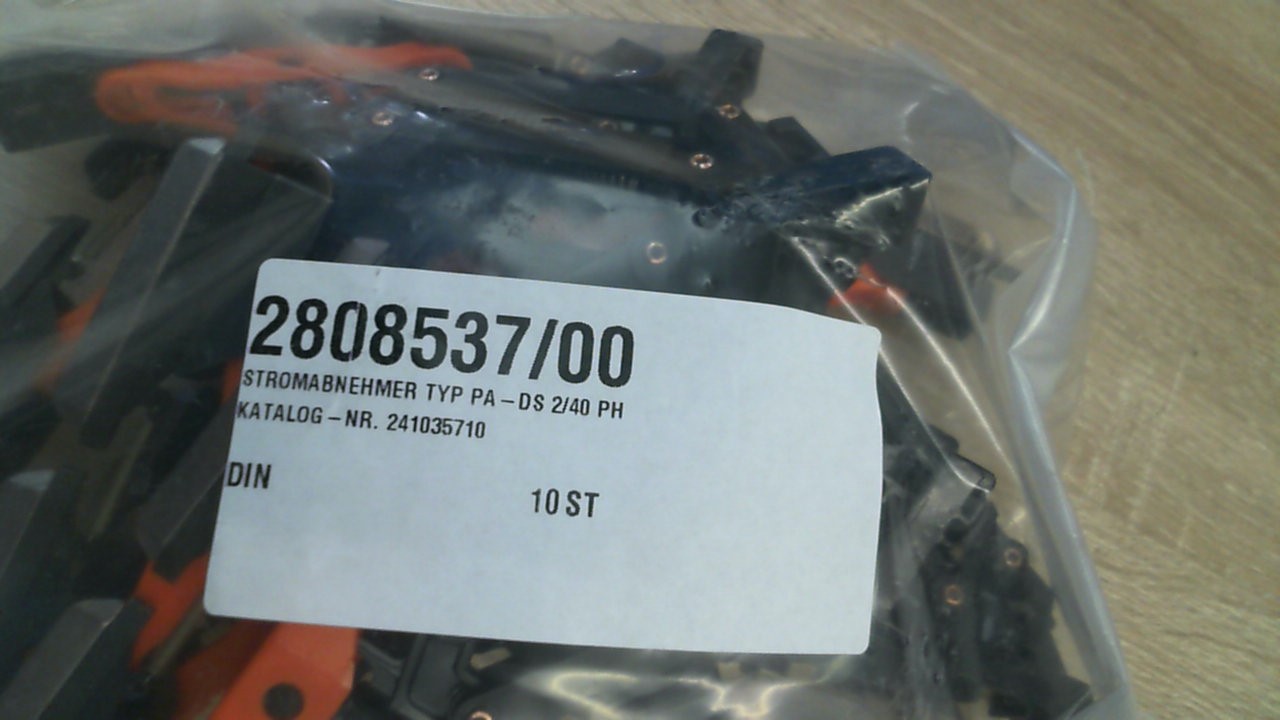 2808537/00
STROMABNEHMER TYP PA-DS 2/40 PH
KATALOG-NR. 241035710
DIN
10 ST